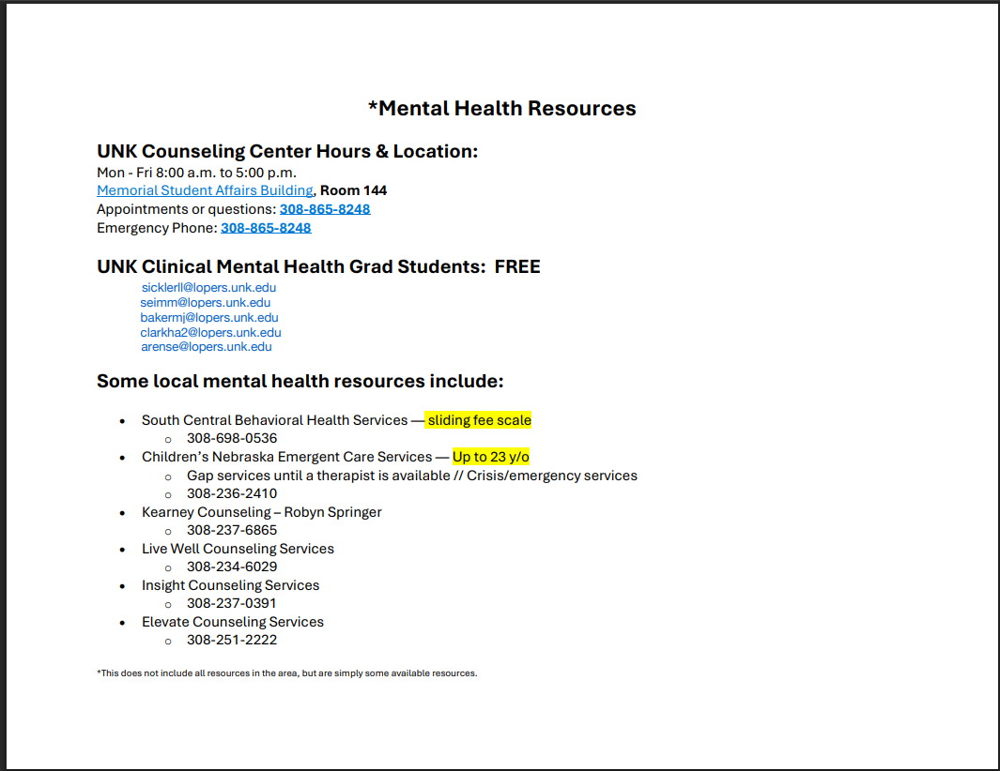 *Mental Health Resources
UNK Counseling Center Hours & Location:
Mon - Fri 8:00 a.m. to 5:00 p.m.
Memorial Student Affairs Building, Room 144
Appointments or questions: 308-865-8248
Emergency Phone: 308-865-8248
UNK Clinical Mental Health Grad Students:  FREE
sicklerll@lopers.unk.edu
seimm@lopers.unk.edu
bakermj@lopers.unk.edu
clarkha2@lopers.unk.edu
arense@lopers.unk.edu
Some local mental health resources include:
• South Central Behavioral Health Services — sliding fee scale
○ 308-698-0536
• Children’s Nebraska Emergent Care Services — Up to 23 y/o
○ Gap services until a therapist is available // Crisis/emergency services
○ 308-236-2410
• Kearney Counseling – Robyn Springer
○ 308-237-6865
• Live Well Counseling Services
○ 308-234-6029
• Insight Counseling Services
○ 308-237-0391
• Elevate Counseling Services
○ 308-251-2222
*This does not include all resources in the area, but are simply some available resources.